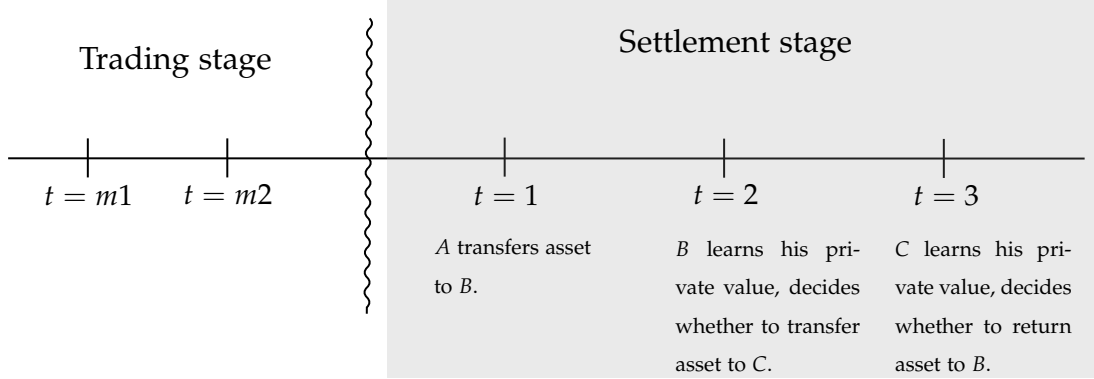 Trading stage
Settlement stage
t = m1
t = m2
t = 1
t = 2
t = 3
A transfers asset
to B.
B learns his pri-
vate value, decides
whether to transfer
asset to C.
C learns his pri-
vate value, decides
whether to return
asset to B.